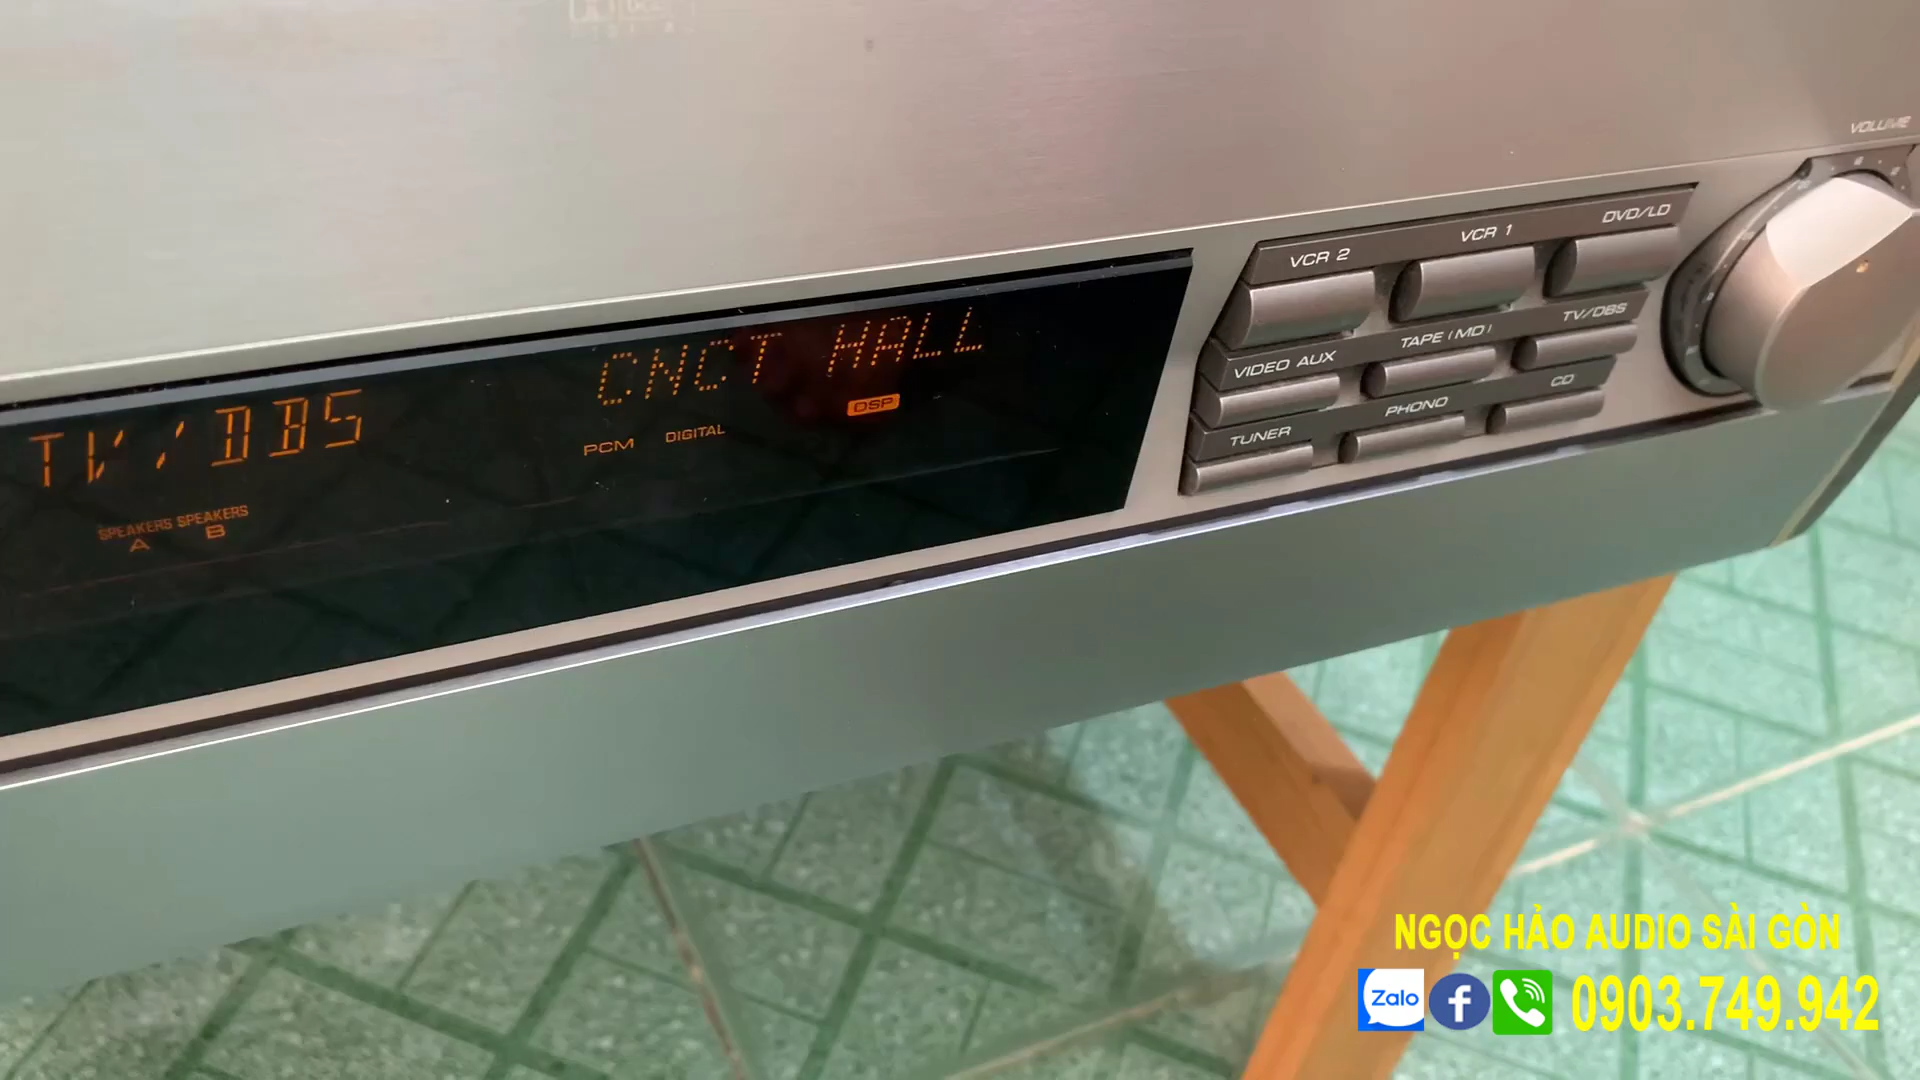 VOLUME
DVD/LD
VCR 1
VCR 2
TV/DBS
TAPE (MD)
VIDEO AUX
CD
PHONO
TUNER
CNCT HALL
TV/DBS
DSP
PCM DIGITAL
SPEAKERS SPEAKERS
A B
NGỌC HẢO AUDIO SÀI GÒN
Zalo
0903.749.942